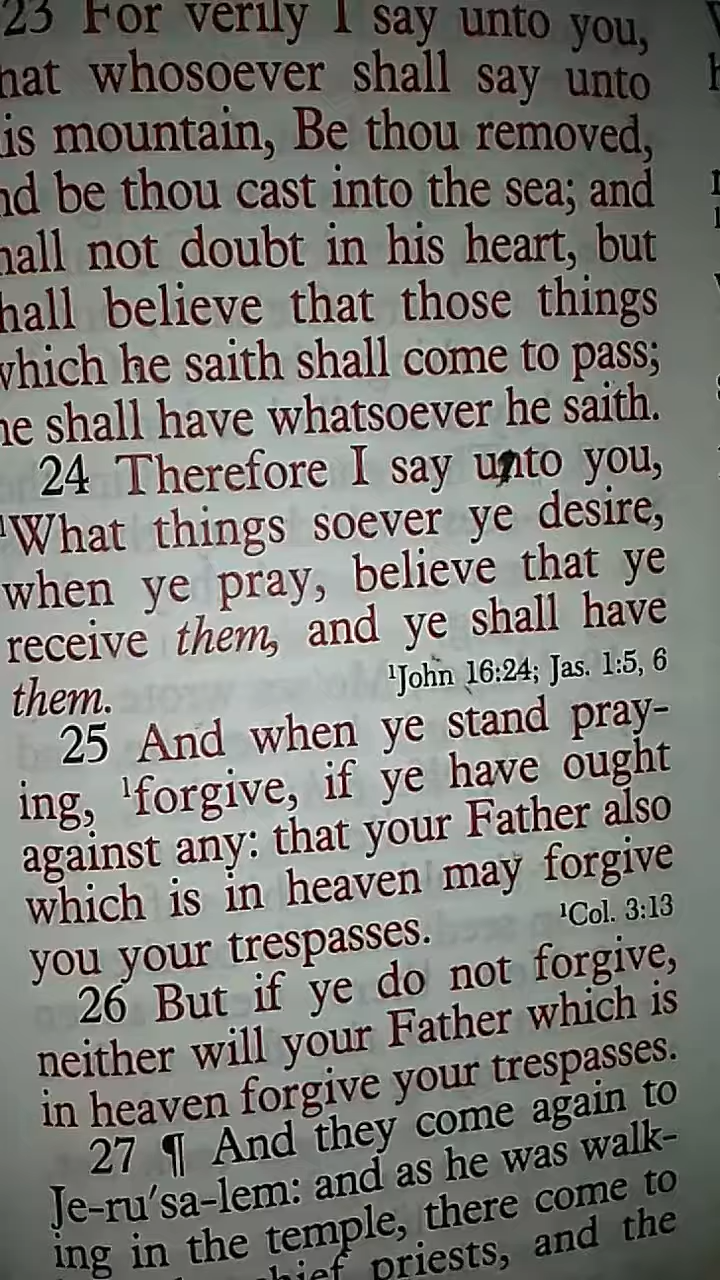 23 For verily I say unto you,
hat whosoever shall say unto
is mountain, Be thou removed,
nd be thou cast into the sea; and
hall not doubt in his heart, but
hall believe that those things
which he saith shall come to pass;
he shall have whatsoever he saith.
24 Therefore I say unto you,
¹What things soever ye desire,
when ye pray, believe that ye
receive them, and ye shall have
them. ¹John 16:24; Jas. 1:5, 6
25 And when ye stand pray-
ing, ¹forgive, if ye have ought
against any: that your Father also
which is in heaven may forgive
you your trespasses. ¹Col. 3:13
26 But if ye do not forgive,
neither will your Father which is
in heaven forgive your trespasses.
27 ¶ And they come again to
Je-ru'sa-lem: and as he was walk-
ing in the temple, there come to
chief priests, and the